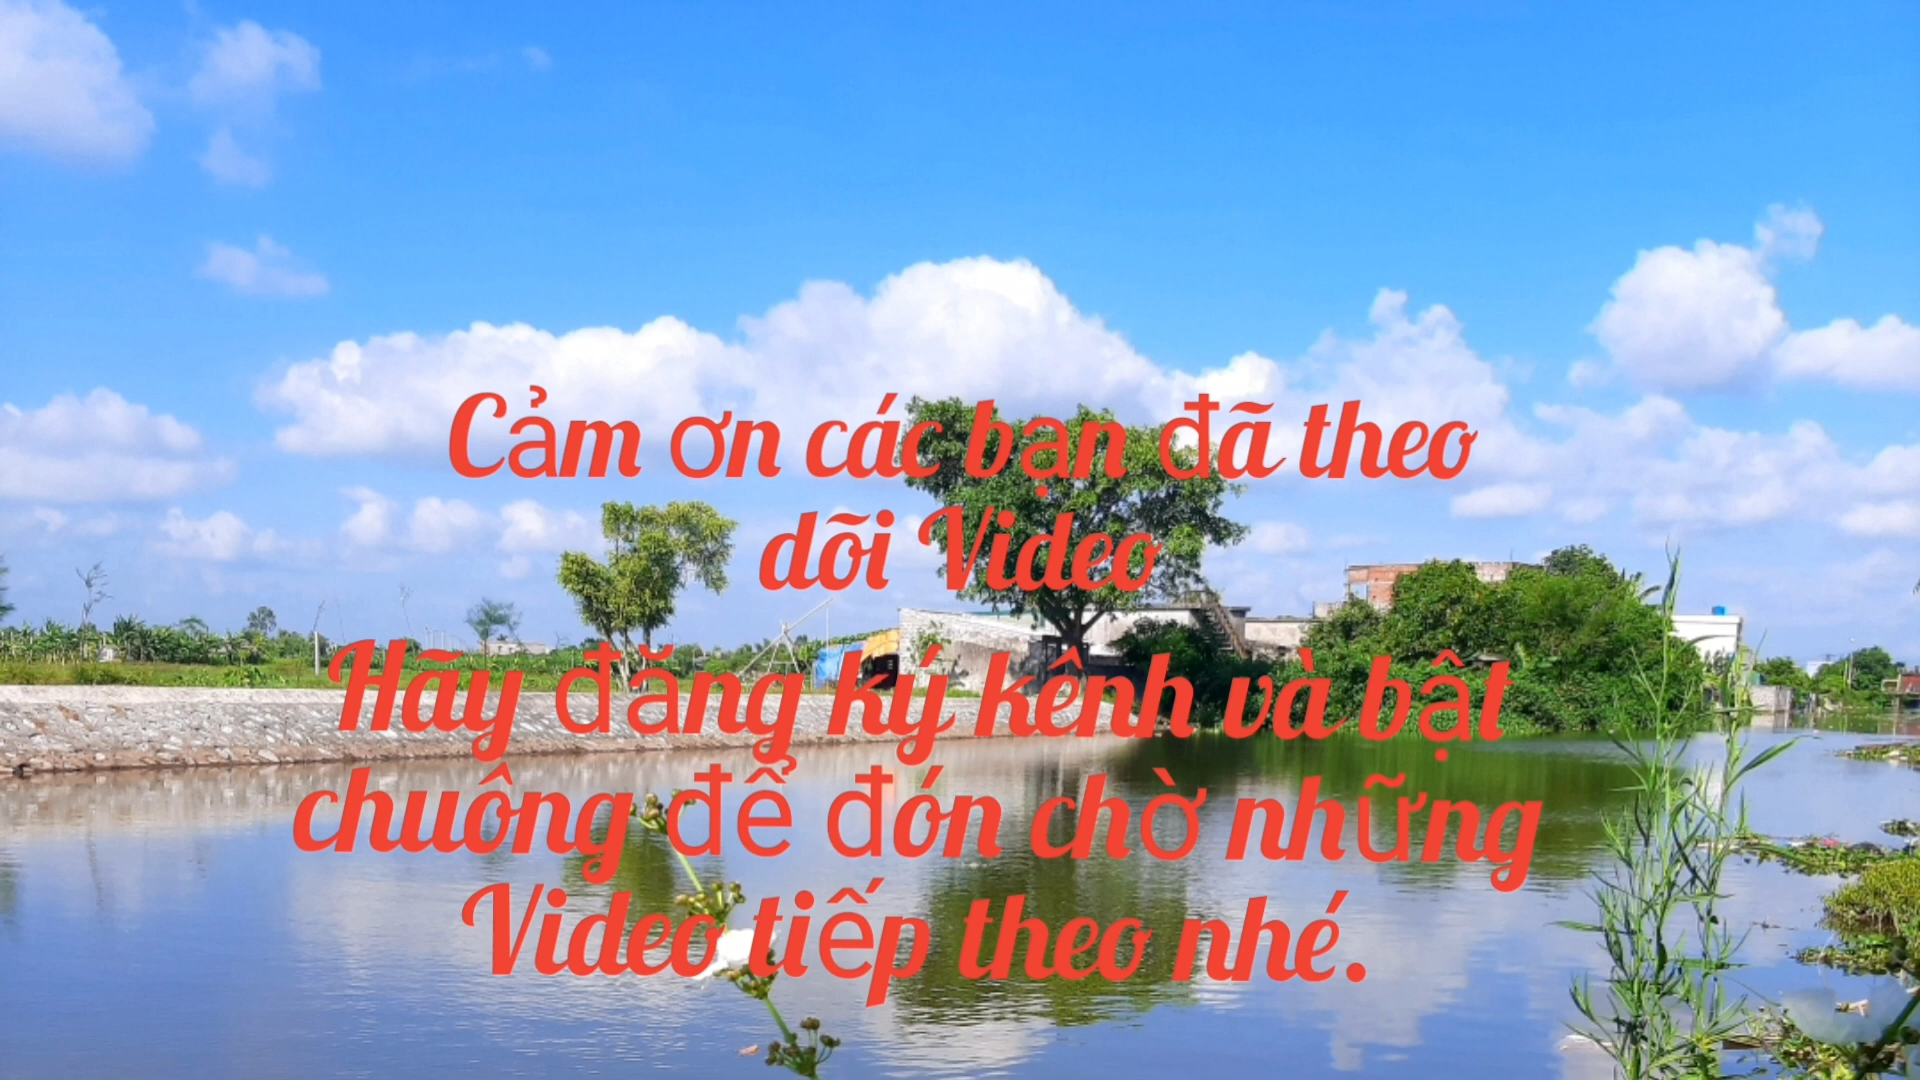 Cảm ơn các bạn đã theo
dõi Video
Hãy đăng ký kênh và bật
chuông để đón chờ những
Video tiếp theo nhé.